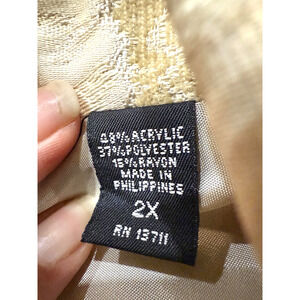 48% ACRYLIC
37% POLYESTER
15% RAYON
MADE IN
PHILIPPINES
2X
RN 13711